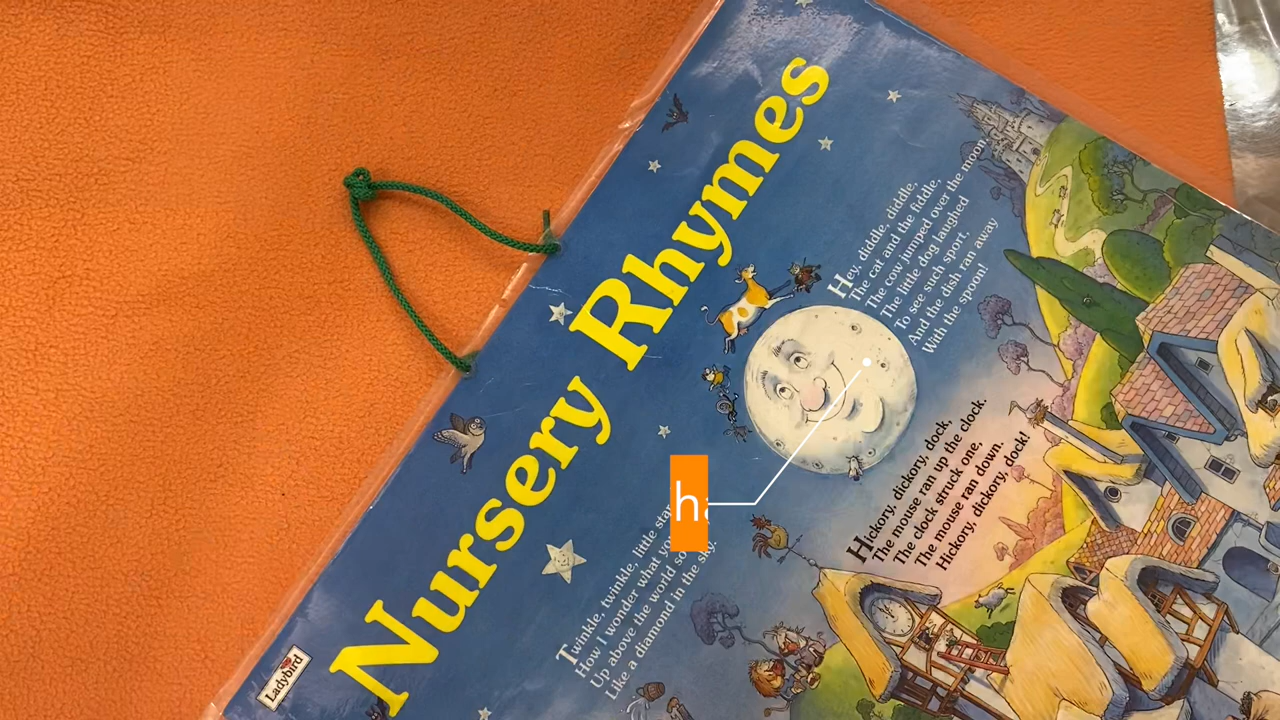 Nursery Rhymes
Hey, diddle, diddle,
The cat and the fiddle,
The cow jumped over the moon,
The little dog laughed
To see such sport,
And the dish ran away
With the spoon!
Hickory, dickory, dock,
The mouse ran up the clock.
The clock struck one,
The mouse ran down.
Hickory, dickory, dock!
Twinkle, twinkle, little star
How I wonder what
Up above the world so
Like a diamond in the sky.
Ladybird